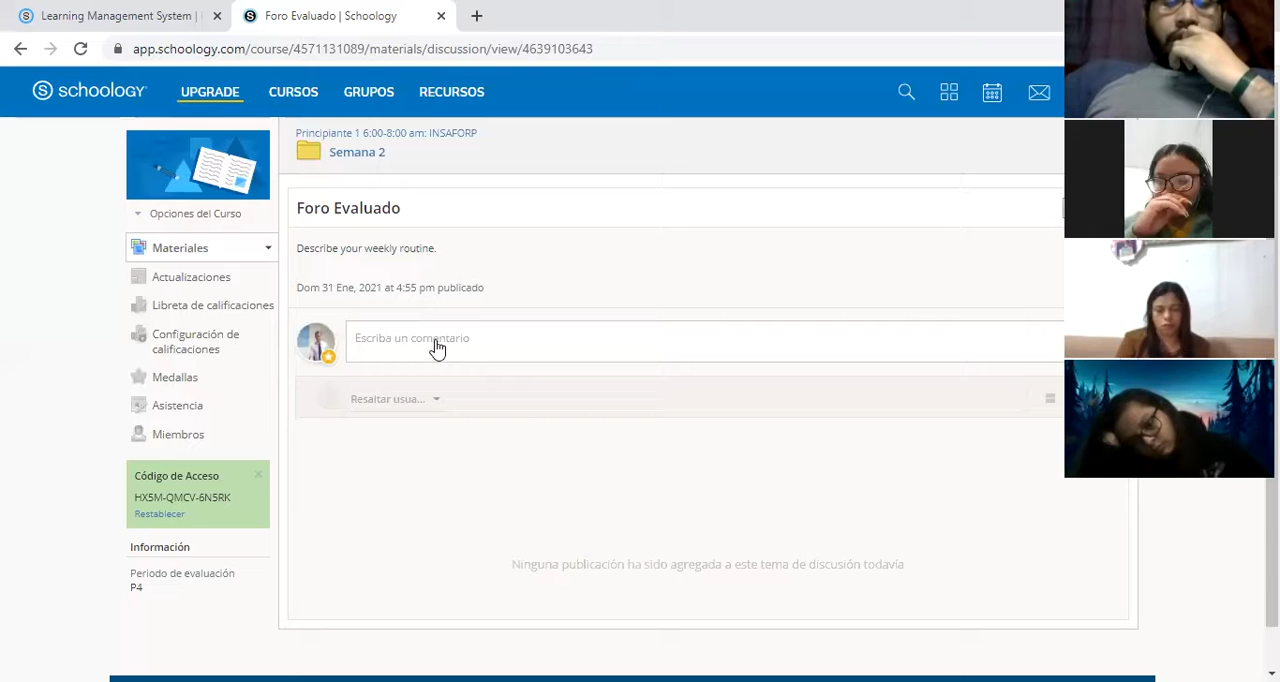 Learning Management System |
Foro Evaluado | Schoology
app.schoology.com/course/4571131089/materials/discussion/view/4639103643
S schoology
UPGRADE
CURSOS
GRUPOS
RECURSOS
Principiante 1 6:00-8:00 am: INSAFORP
Semana 2
Opciones del Curso
Materiales
Actualizaciones
Libreta de calificaciones
Configuración de
calificaciones
Medallas
Asistencia
Miembros
Código de Acceso
HX5M-QMCV-6N5RK
Restablecer
Información
Periodo de evaluación
P4
Foro Evaluado
Describe your weekly routine.
Dom 31 Ene, 2021 at 4:55 pm publicado
Escriba un comentario
Resaltar usua...
Ninguna publicación ha sido agregada a este tema de discusión todavía